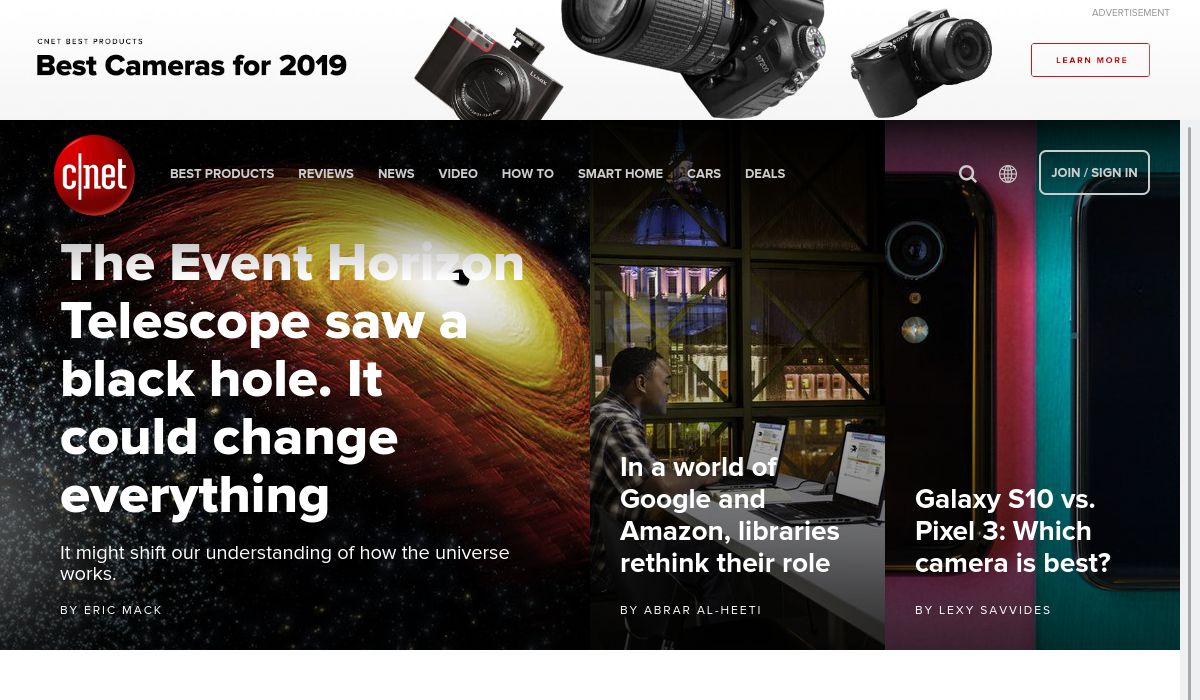 ADVERTISEMENT
CNET BEST PRODUCTS
Best Cameras for 2019
LUMIX
D7200
SONY
LEARN MORE
c|net
BEST PRODUCTS
REVIEWS
NEWS
VIDEO
HOW TO
SMART HOME
CARS
DEALS
JOIN / SIGN IN
The Event Horizon
Telescope saw a
black hole. It
could change
everything
It might shift our understanding of how the universe
works.
BY ERIC MACK
In a world of
Google and
Amazon, libraries
rethink their role
BY ABRAR AL-HEETI
Galaxy S10 vs.
Pixel 3: Which
camera is best?
BY LEXY SAVVIDES